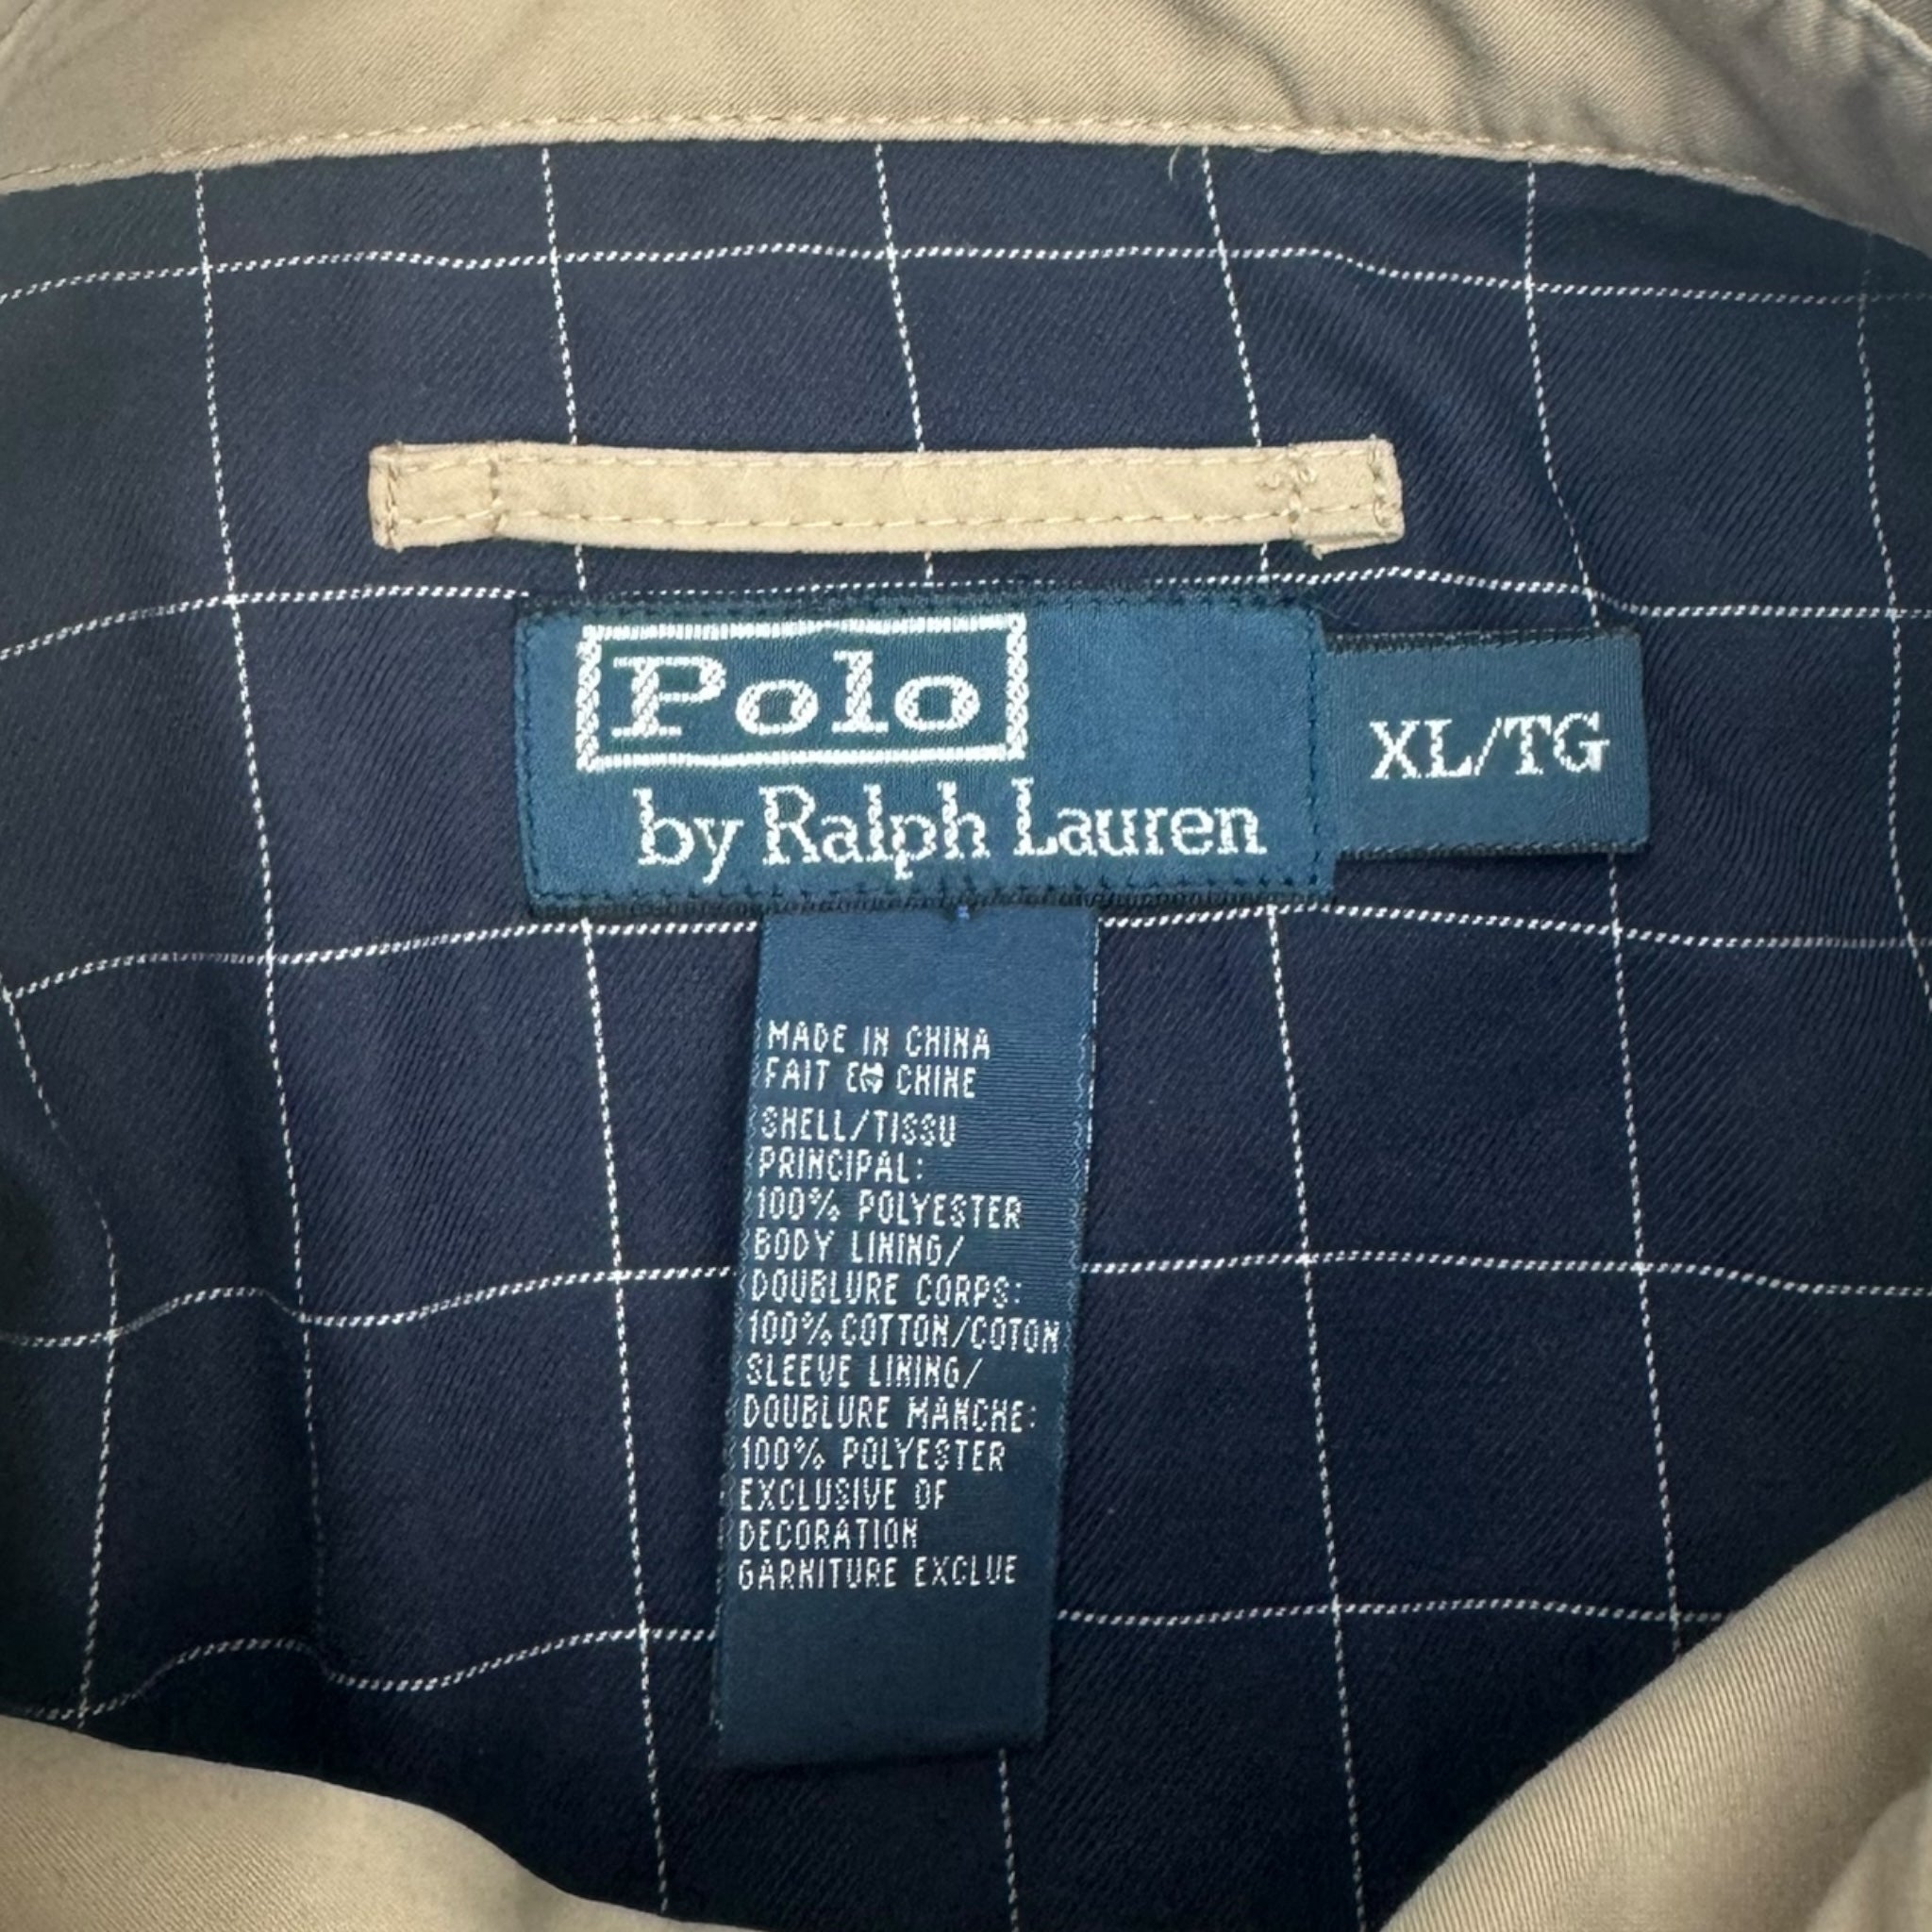 Polo
by Ralph Lauren
XL/TG
MADE IN CHINA
FAIT EN CHINE
SHELL/TISSU
PRINCIPAL:
100% POLYESTER
BODY LINING/
DOUBLURE CORPS:
100% COTTON/COTON
SLEEVE LINING/
DOUBLURE MANCHE:
100% POLYESTER
EXCLUSIVE OF
DECORATION
GARNITURE EXCLUE